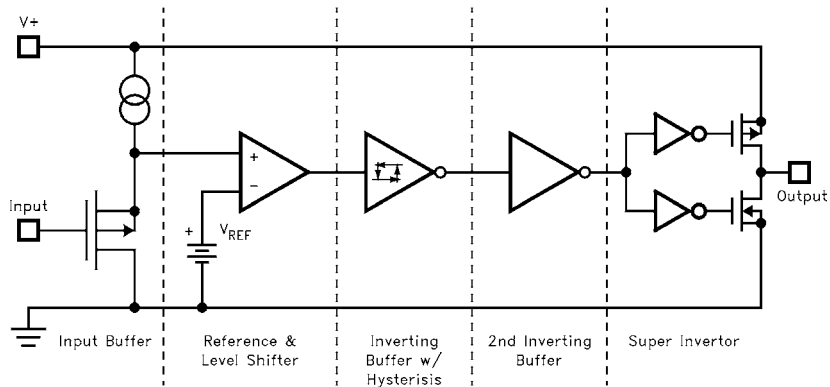 V+
Input
+
−
+
VREF
Output
Input Buffer
Reference &
Level Shifter
Inverting
Buffer w/
Hysterisis
2nd Inverting
Buffer
Super Invertor